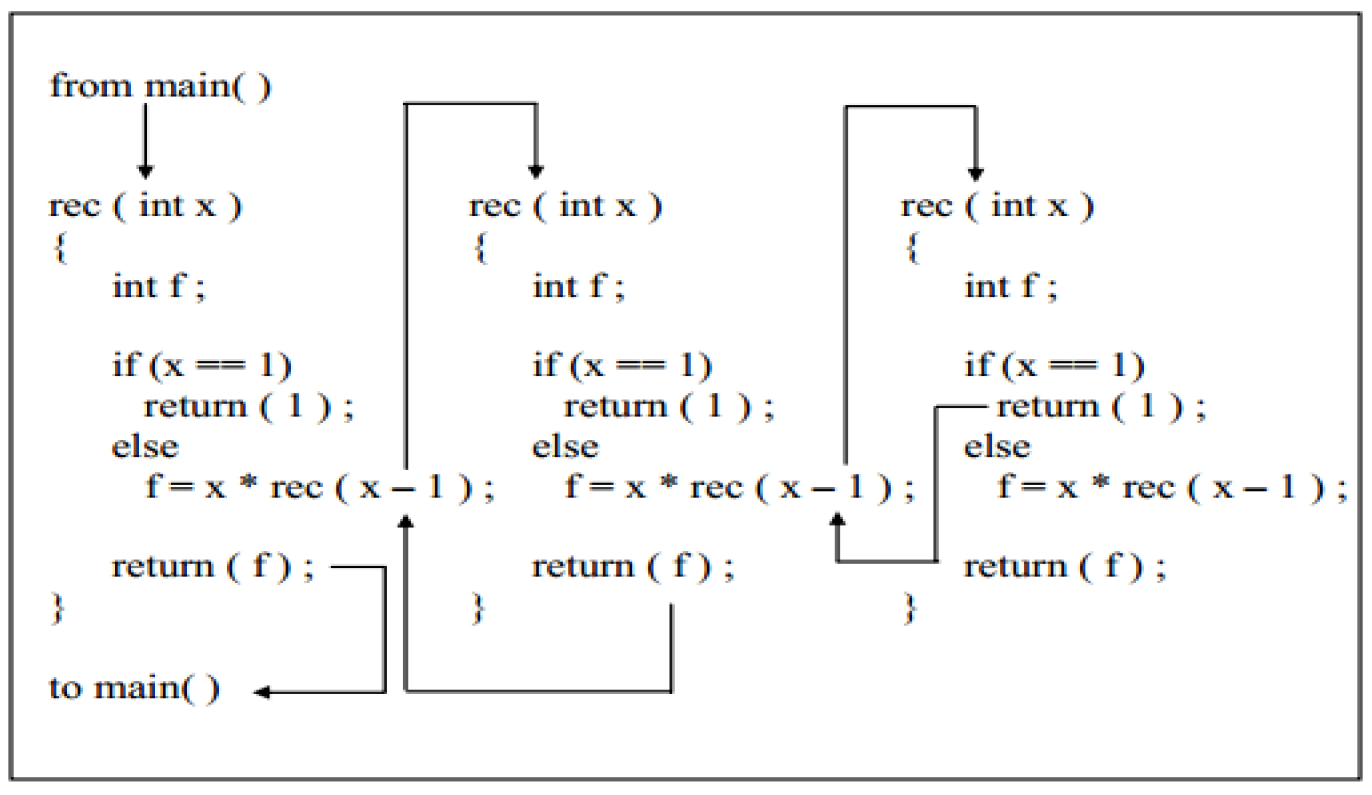 from main( )
rec ( int x )
{
int f ;
if (x == 1)
return ( 1 ) ;
else
f = x * rec ( x – 1 ) ;
return ( f ) ;
}
to main( )
rec ( int x )
{
int f ;
if (x == 1)
return ( 1 ) ;
else
f = x * rec ( x – 1 ) ;
return ( f ) ;
}
rec ( int x )
{
int f ;
if (x == 1)
return ( 1 ) ;
else
f = x * rec ( x – 1 ) ;
return ( f ) ;
}